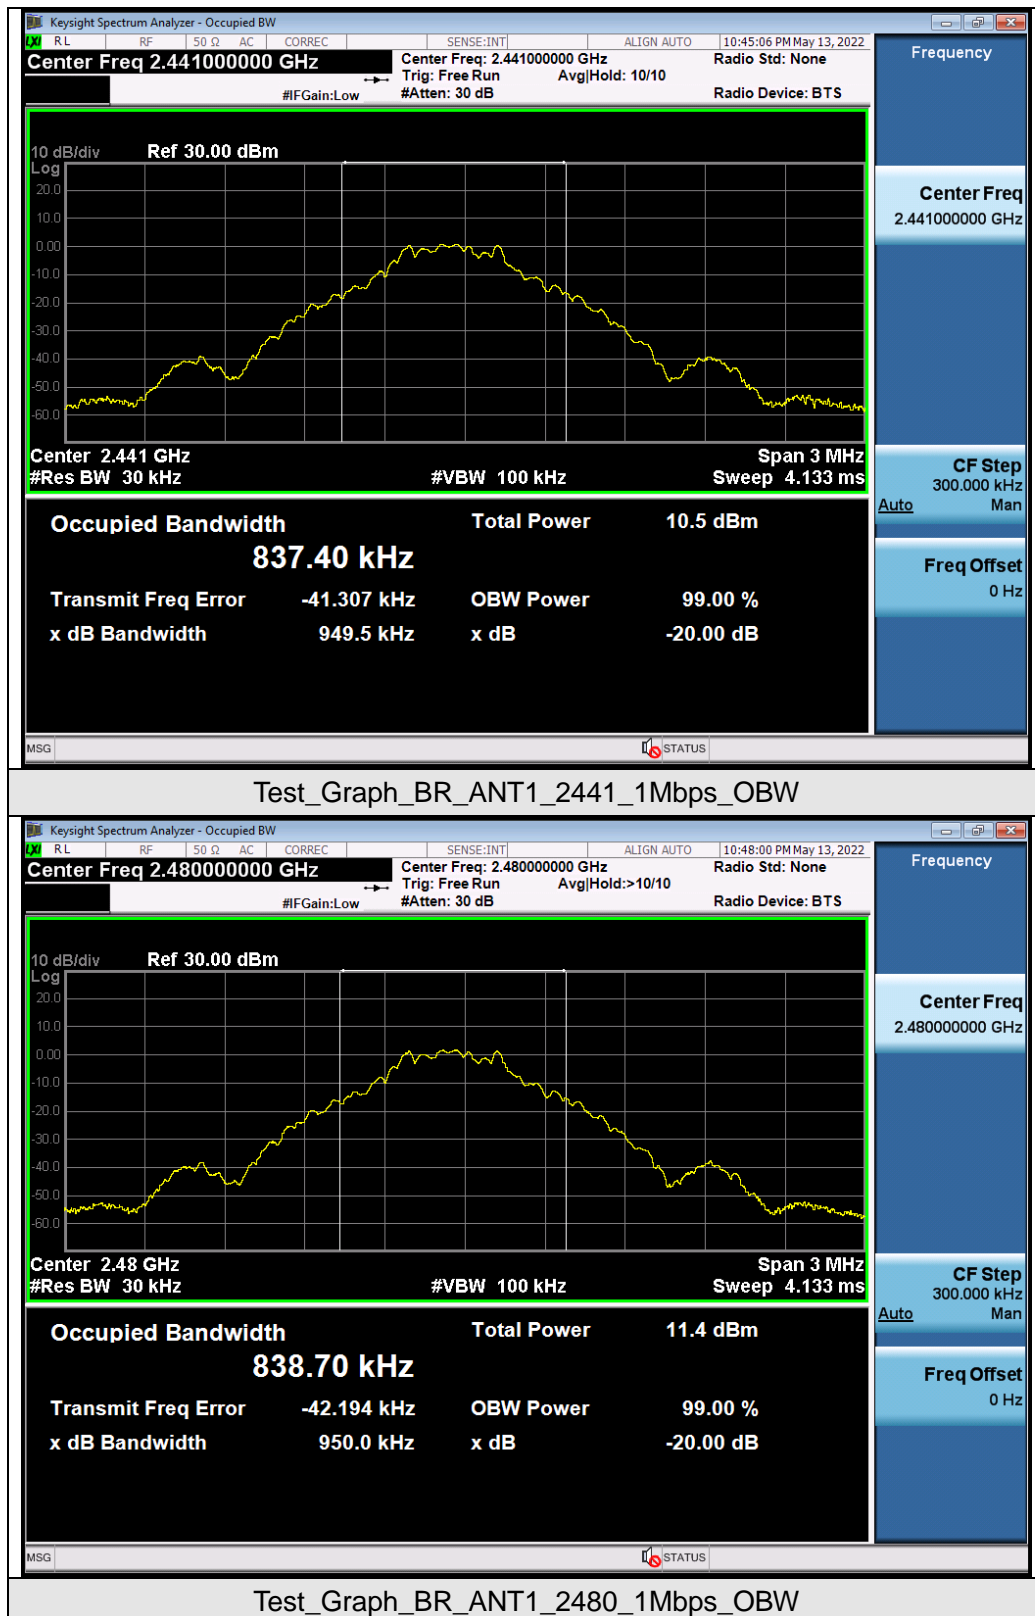 Keysight Spectrum Analyzer - Occupied BW
LXI RL RF 50 Ω AC CORREC SENSE:INT ALIGN AUTO 10:45:06 PM May 13, 2022
Center Freq 2.441000000 GHz Center Freq: 2.441000000 GHz Radio Std: None
Trig: Free Run Avg|Hold: 10/10
#IFGain:Low #Atten: 30 dB Radio Device: BTS
Frequency
10 dB/div Ref 30.00 dBm
Log
20.0
10.0
0.00
-10.0
-20.0
-30.0
-40.0
-50.0
-60.0
Center 2.441 GHz Span 3 MHz
#Res BW 30 kHz #VBW 100 kHz Sweep 4.133 ms
Center Freq
2.441000000 GHz
CF Step
300.000 kHz
Auto Man
Freq Offset
0 Hz
Occupied Bandwidth Total Power 10.5 dBm
837.40 kHz
Transmit Freq Error -41.307 kHz OBW Power 99.00 %
x dB Bandwidth 949.5 kHz x dB -20.00 dB
MSG STATUS
Test_Graph_BR_ANT1_2441_1Mbps_OBW
Keysight Spectrum Analyzer - Occupied BW
LXI RL RF 50 Ω AC CORREC SENSE:INT ALIGN AUTO 10:48:00 PM May 13, 2022
Center Freq 2.480000000 GHz Center Freq: 2.480000000 GHz Radio Std: None
Trig: Free Run Avg|Hold:>10/10
#IFGain:Low #Atten: 30 dB Radio Device: BTS
Frequency
10 dB/div Ref 30.00 dBm
Log
20.0
10.0
0.00
-10.0
-20.0
-30.0
-40.0
-50.0
-60.0
Center 2.48 GHz Span 3 MHz
#Res BW 30 kHz #VBW 100 kHz Sweep 4.133 ms
Center Freq
2.480000000 GHz
CF Step
300.000 kHz
Auto Man
Freq Offset
0 Hz
Occupied Bandwidth Total Power 11.4 dBm
838.70 kHz
Transmit Freq Error -42.194 kHz OBW Power 99.00 %
x dB Bandwidth 950.0 kHz x dB -20.00 dB
MSG STATUS
Test_Graph_BR_ANT1_2480_1Mbps_OBW